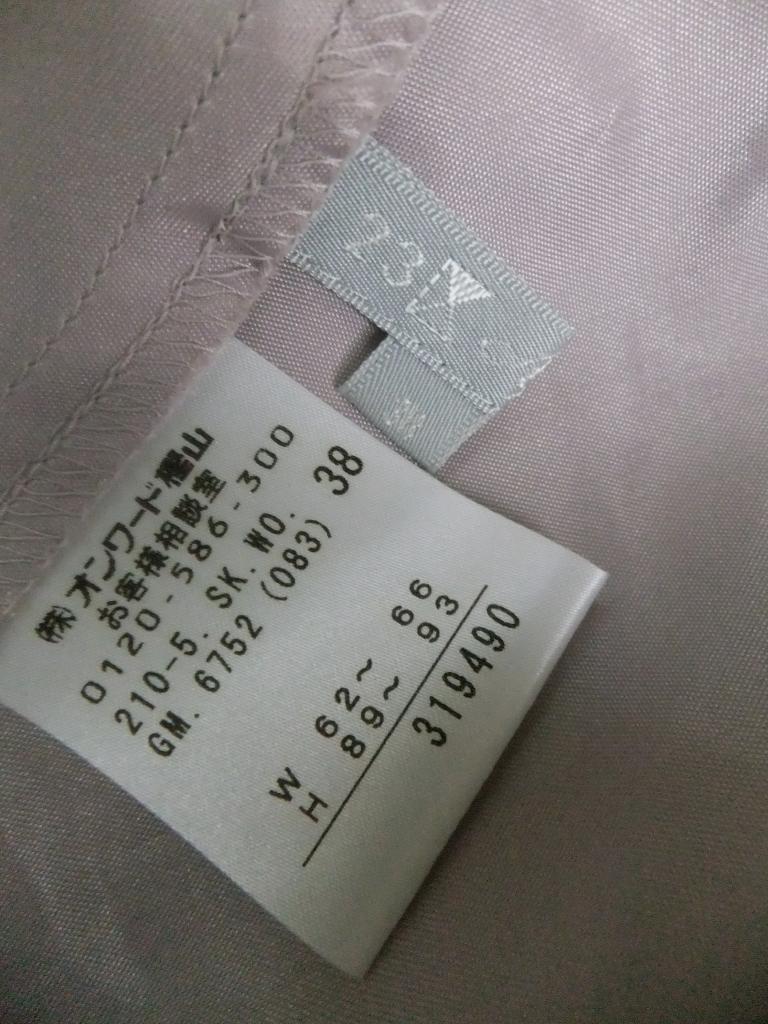 23区
M
(株)オンワード樫山
お客様相談室
0120-586-300
210-5. SK. WO. 38
GM. 6752 (083)
W 62~ 66
H 89~ 93
319490